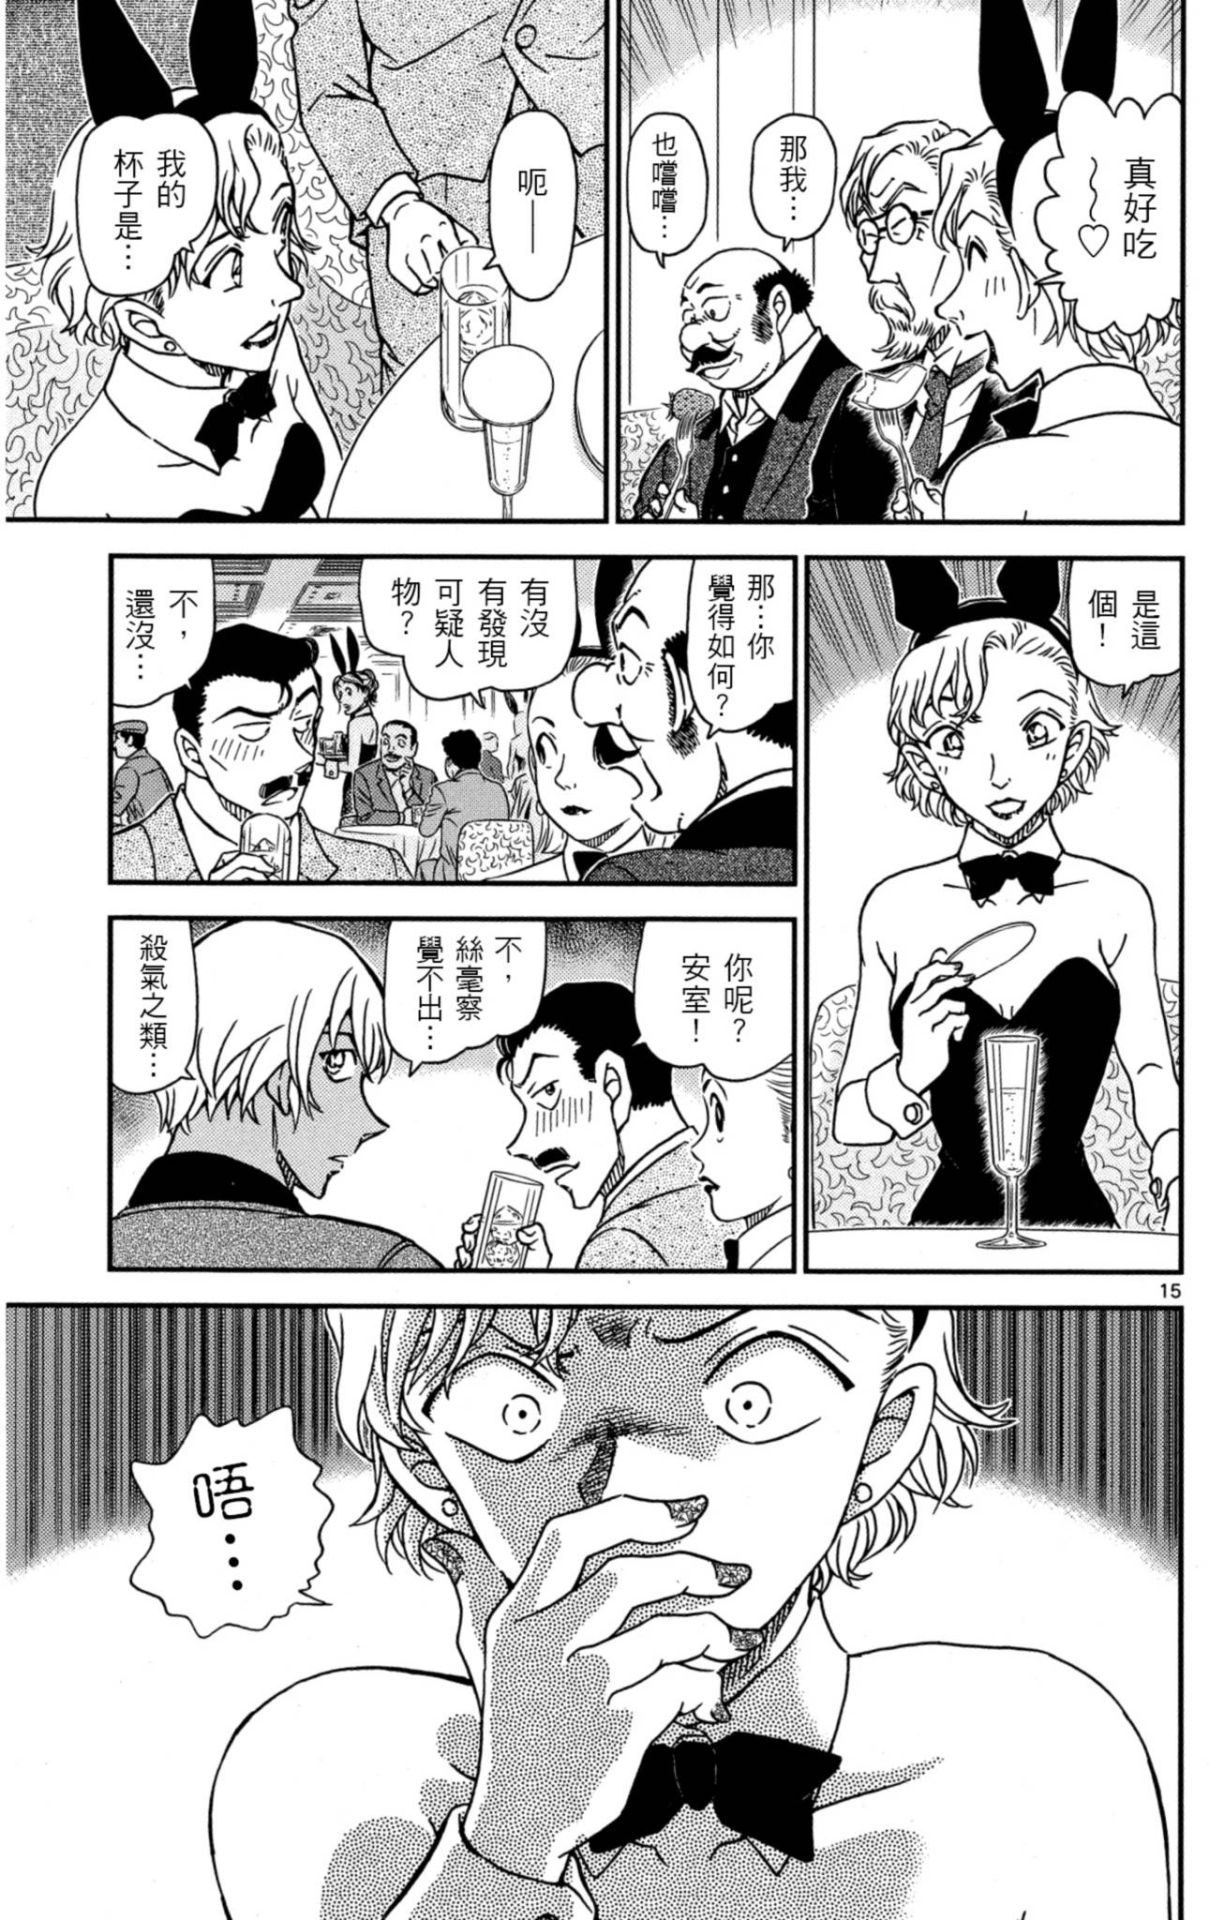 真好吃
～～♡
那我…
也嚐嚐…
呃──
我的
杯子是…
是這
個！
那…你
覺得如何？
有沒
有發現
可疑人
物？
不，
還沒…
你呢？
安室！
不，
絲毫察
覺不出…
殺氣之類…
15
唔…